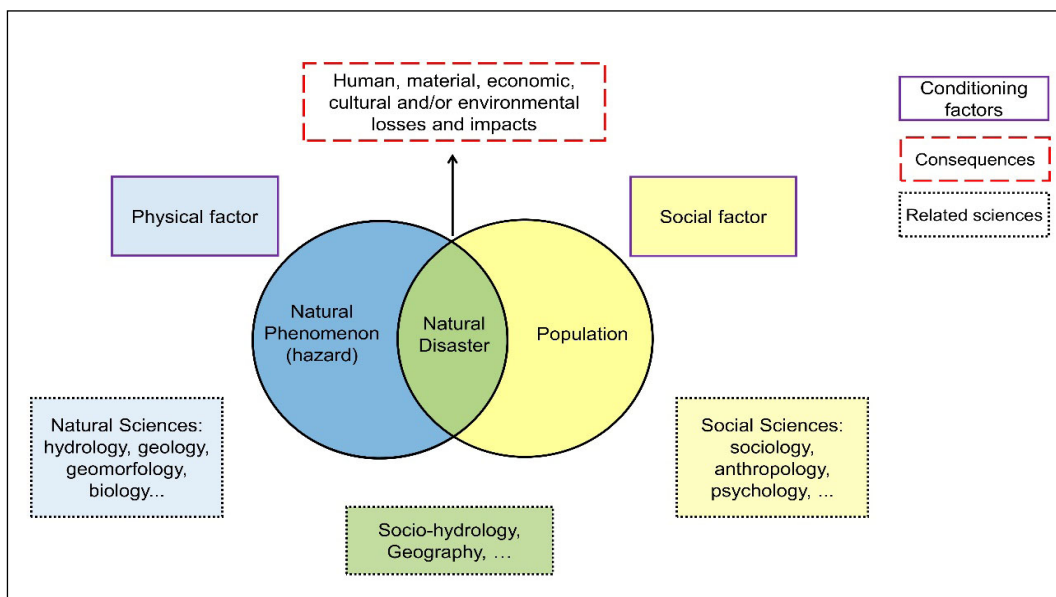 Human, material, economic,
cultural and/or environmental
losses and impacts
Conditioning
factors
Consequences
Related sciences
Physical factor
Social factor
Natural
Phenomenon
(hazard)
Natural
Disaster
Population
Natural Sciences:
hydrology, geology,
geomorfology,
biology...
Social Sciences:
sociology,
anthropology,
psychology, ...
Socio-hydrology,
Geography, ...